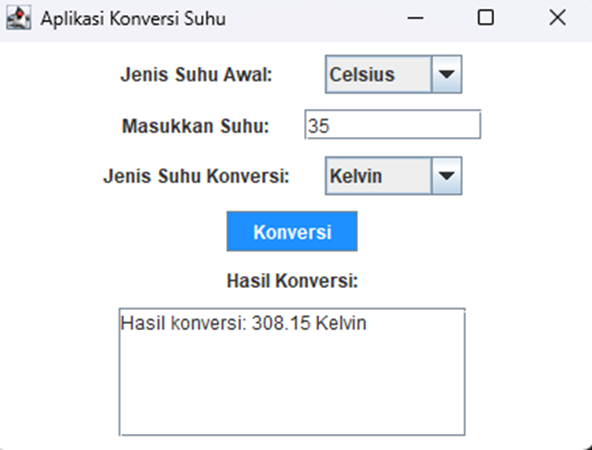 Aplikasi Konversi Suhu
Jenis Suhu Awal: Celsius
Masukkan Suhu: 35
Jenis Suhu Konversi: Kelvin
Konversi
Hasil Konversi:
Hasil konversi: 308.15 Kelvin